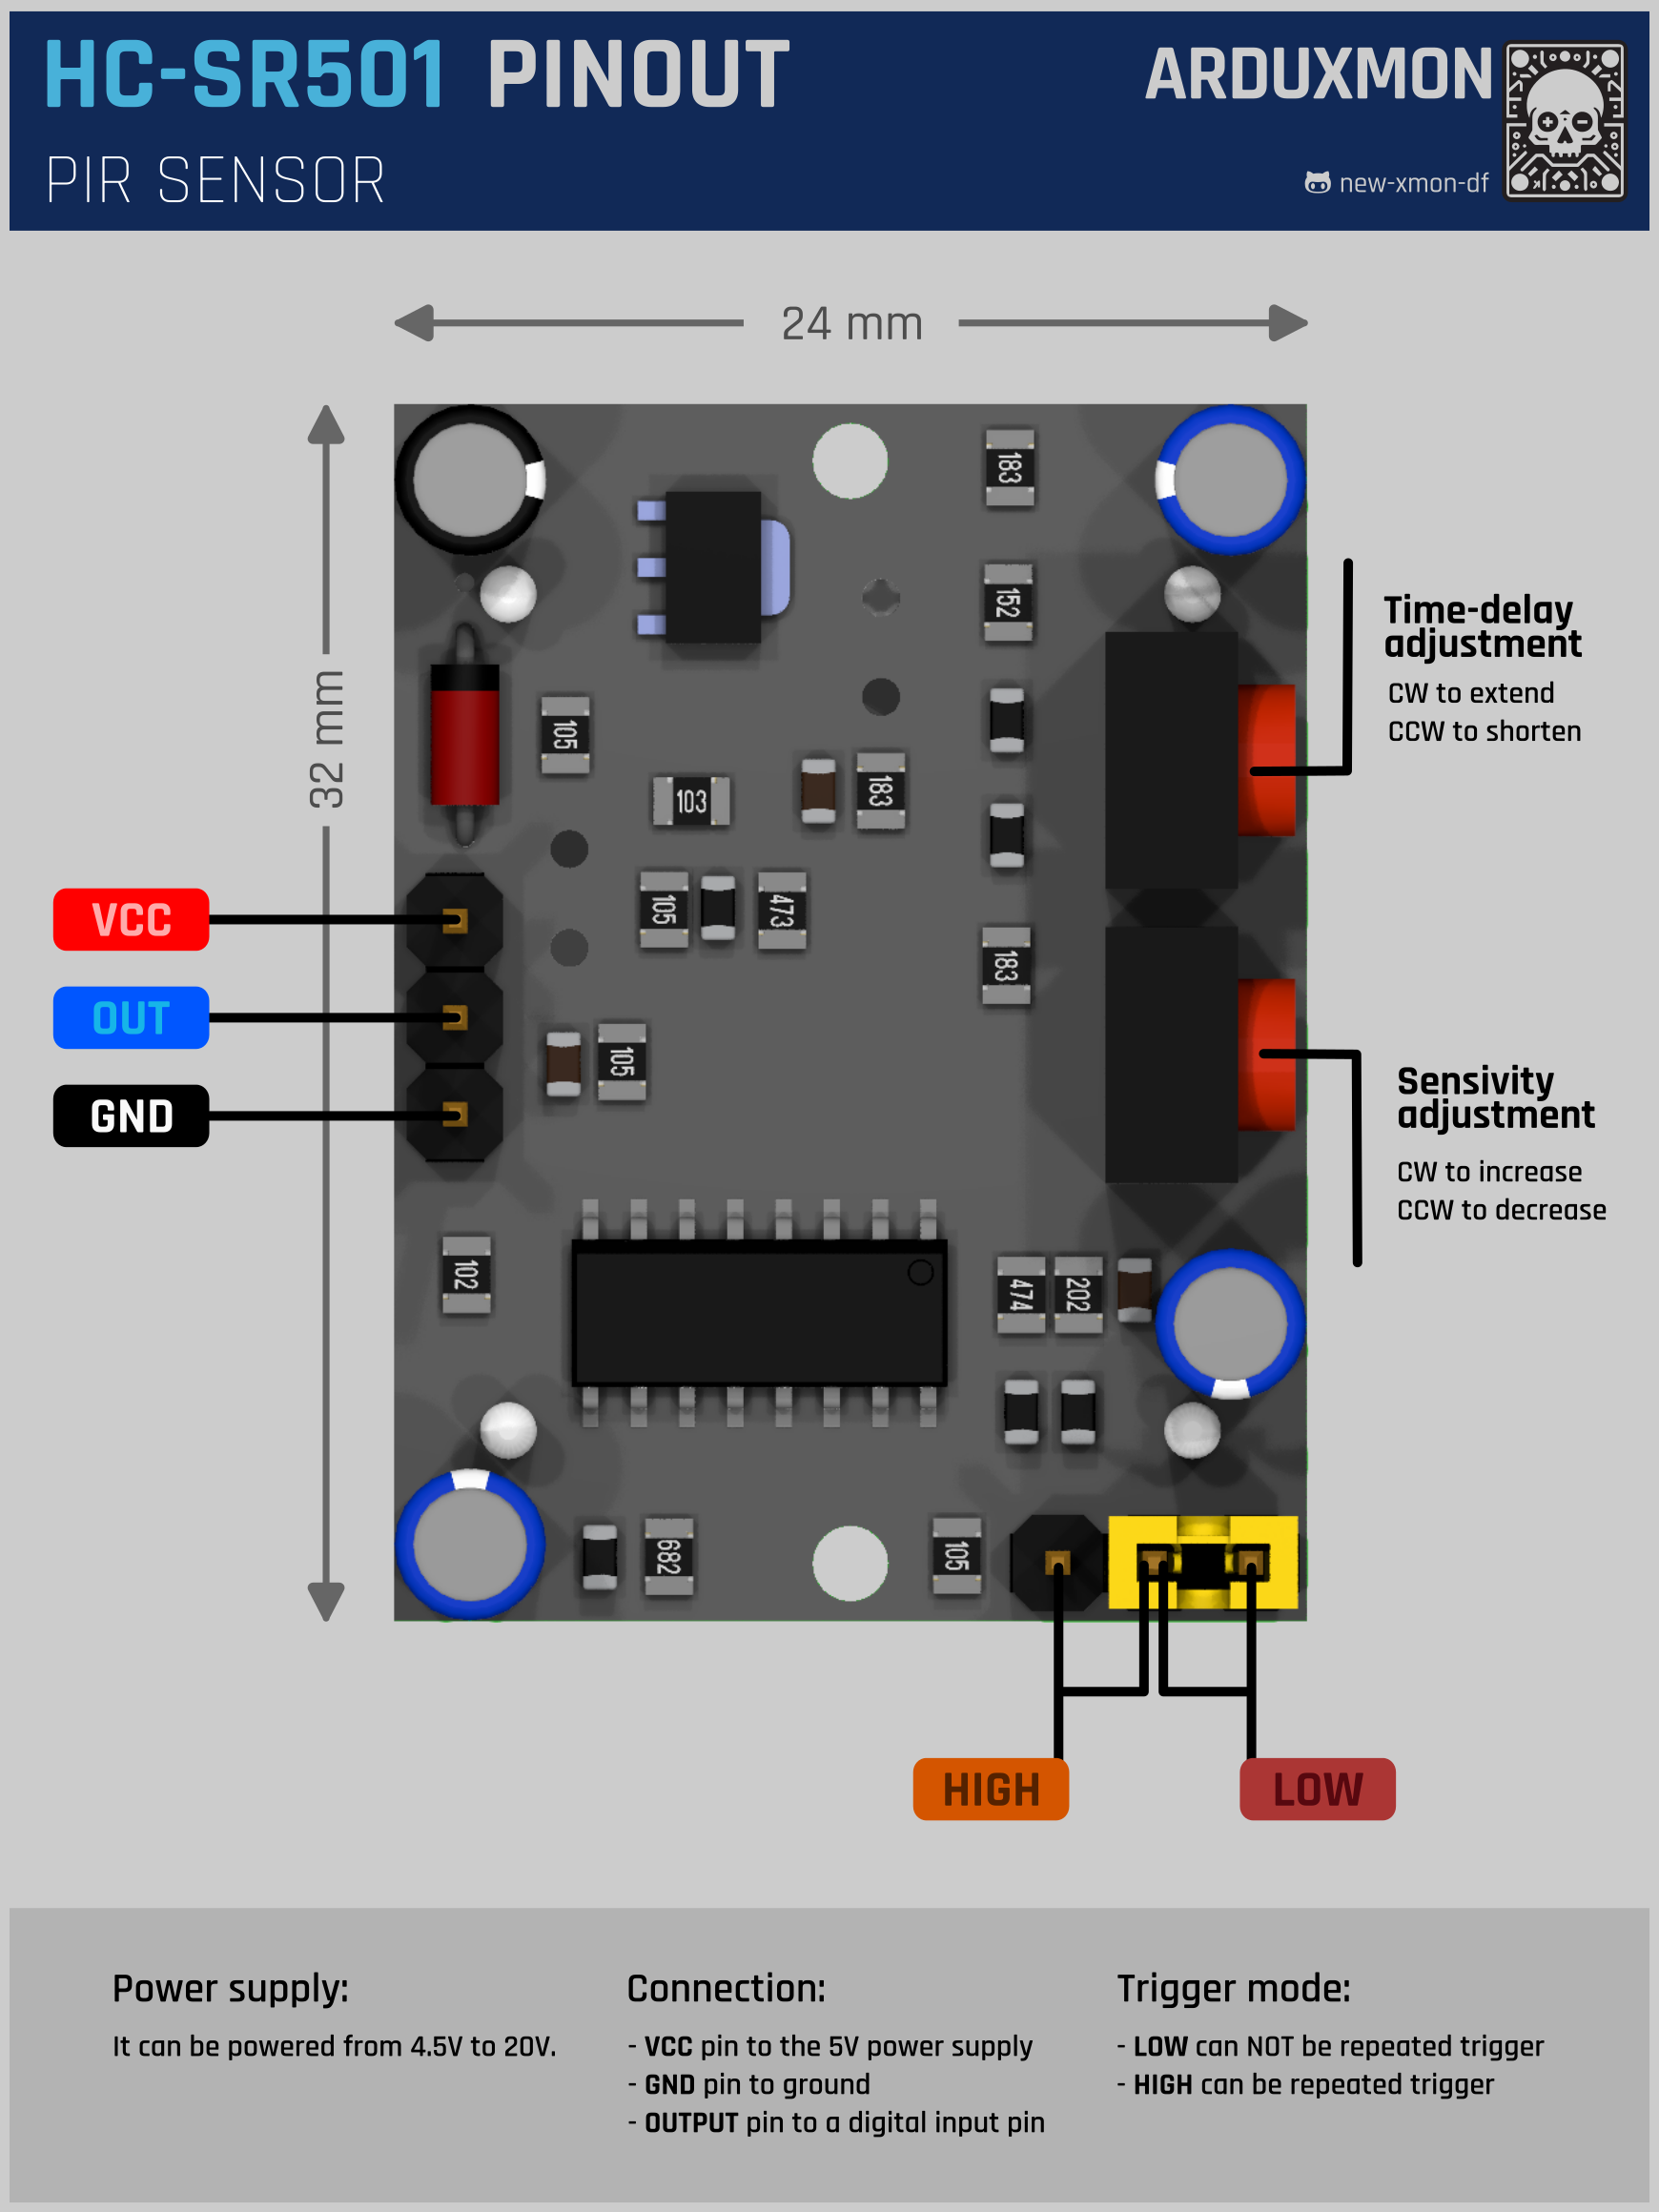 HC-SR501 PINOUT
PIR SENSOR
ARDUXMON
new-xmon-df
24 mm
32 mm
183
152
105
103
183
105
473
183
105
102
474
202
682
105
VCC
OUT
GND
Time-delay
adjustment
CW to extend
CCW to shorten
Sensivity
adjustment
CW to increase
CCW to decrease
HIGH
LOW
Power supply:
It can be powered from 4.5V to 20V.
Connection:
- VCC pin to the 5V power supply
- GND pin to ground
- OUTPUT pin to a digital input pin
Trigger mode:
- LOW can NOT be repeated trigger
- HIGH can be repeated trigger